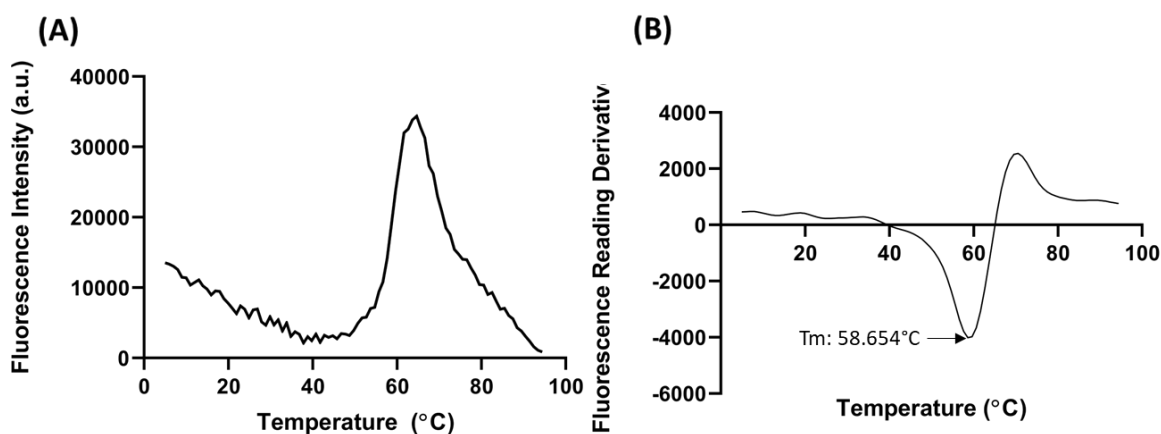 (A)
Fluorescence Intensity (a.u.)
40000
30000
20000
10000
0
0 20 40 60 80 100
Temperature (°C)
(B)
Fluorescence Reading Derivative
4000
2000
0
-2000
-4000
-6000
20 40 60 80 100
Tm: 58.654°C
Temperature (°C)